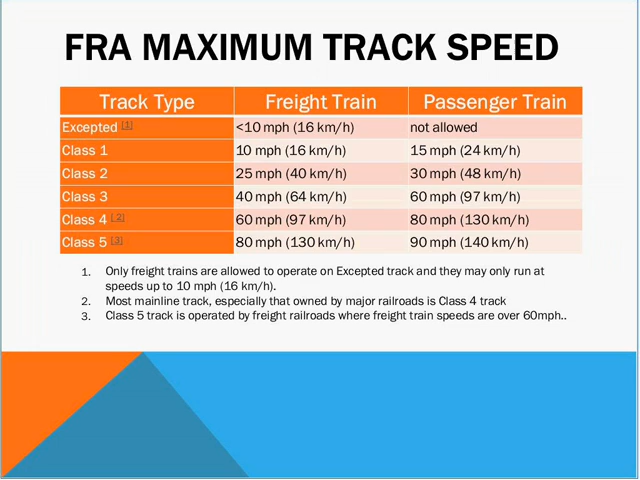 FRA MAXIMUM TRACK SPEED
Track Type Freight Train Passenger Train
Excepted [1] <10 mph (16 km/h) not allowed
Class 1 10 mph (16 km/h) 15 mph (24 km/h)
Class 2 25 mph (40 km/h) 30 mph (48 km/h)
Class 3 40 mph (64 km/h) 60 mph (97 km/h)
Class 4 [2] 60 mph (97 km/h) 80 mph (130 km/h)
Class 5 [3] 80 mph (130 km/h) 90 mph (140 km/h)
1. Only freight trains are allowed to operate on Excepted track and they may only run at
speeds up to 10 mph (16 km/h).
2. Most mainline track, especially that owned by major railroads is Class 4 track
3. Class 5 track is operated by freight railroads where freight train speeds are over 60mph..